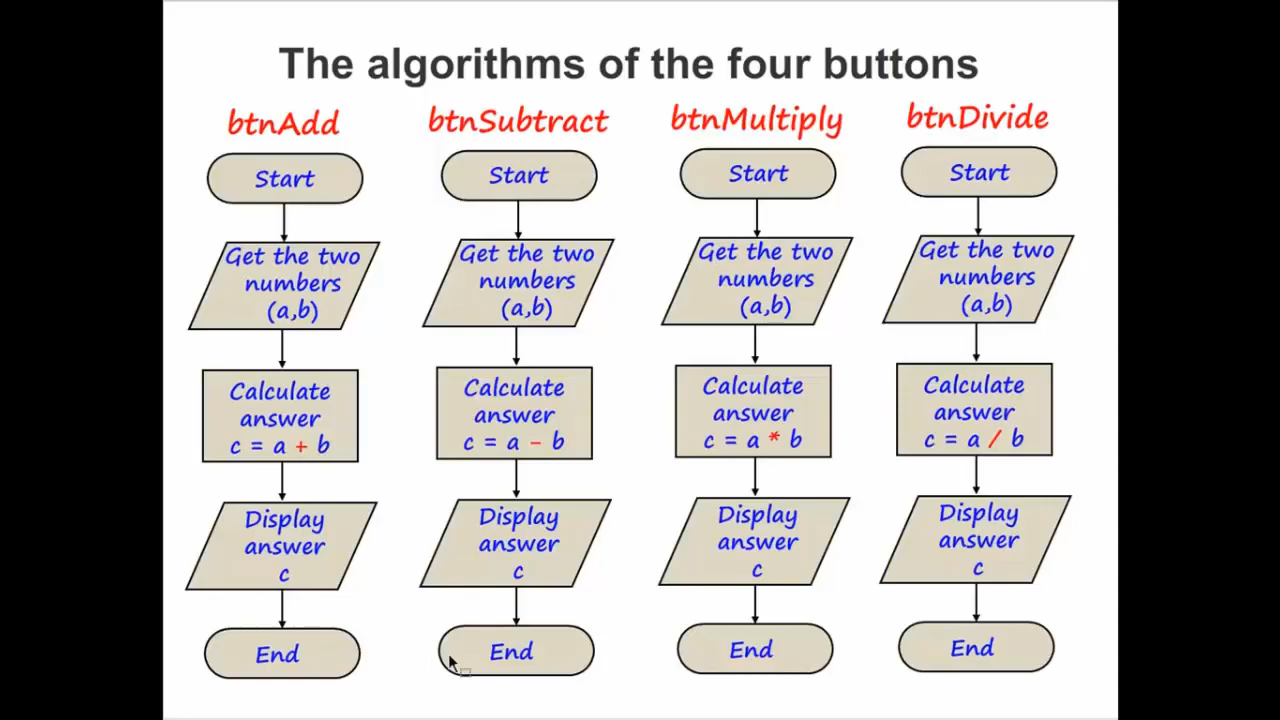 The algorithms of the four buttons
btnAdd
Start
Get the two
numbers
(a,b)
Calculate
answer
c = a + b
Display
answer
c
End
btnSubtract
Start
Get the two
numbers
(a,b)
Calculate
answer
c = a - b
Display
answer
c
End
btnMultiply
Start
Get the two
numbers
(a,b)
Calculate
answer
c = a * b
Display
answer
c
End
btnDivide
Start
Get the two
numbers
(a,b)
Calculate
answer
c = a / b
Display
answer
c
End